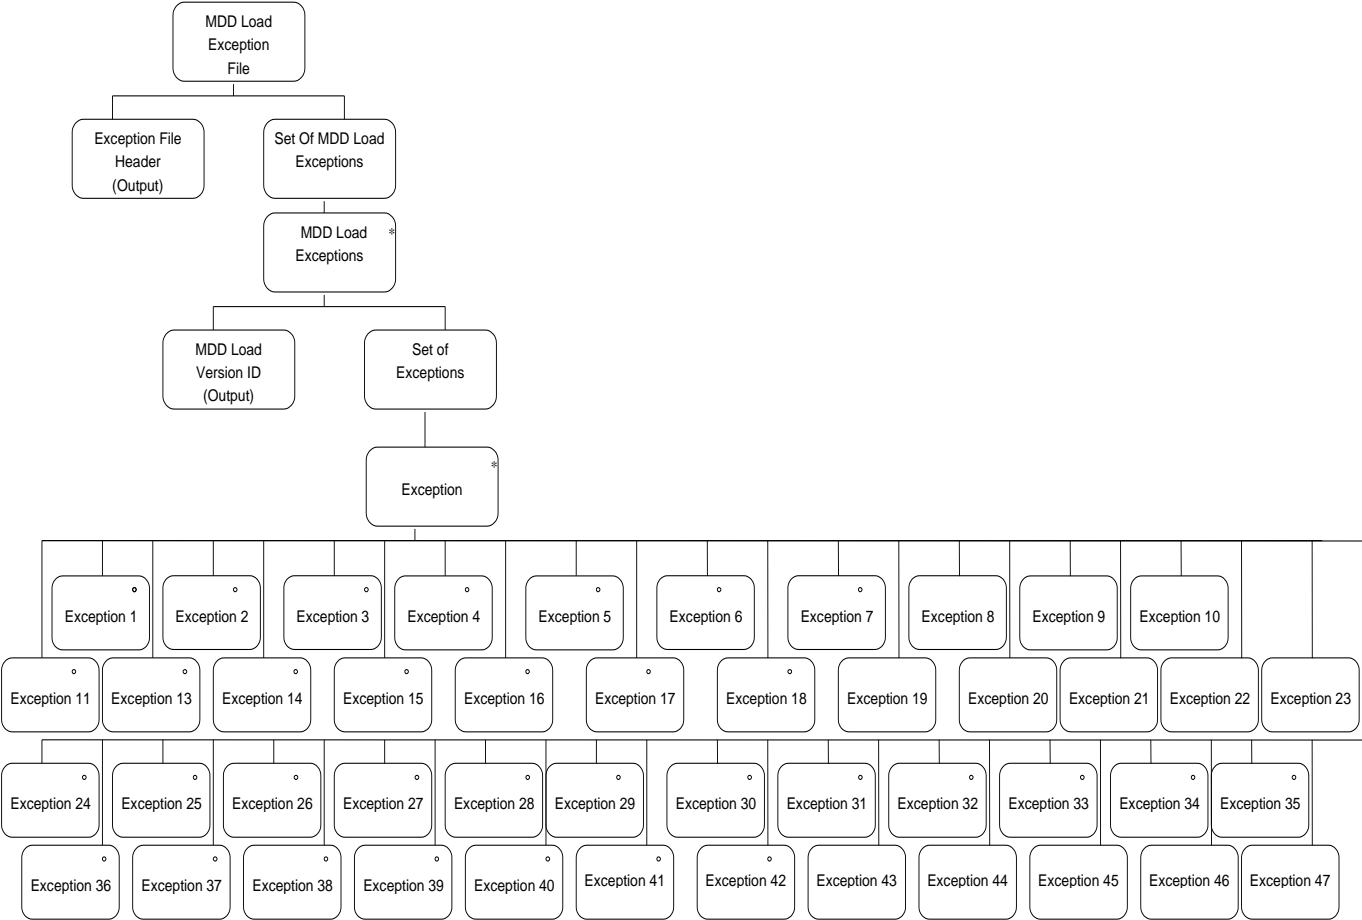 MDD Load
Exception
File
Exception File
Header
(Output)
Set Of MDD Load
Exceptions
MDD Load *
Exceptions
MDD Load
Version ID
(Output)
Set of
Exceptions
*
Exception
Exception 1
Exception 2
Exception 3
Exception 4
Exception 5
Exception 6
Exception 7
Exception 8
Exception 9
Exception 10
Exception 11
Exception 13
Exception 14
Exception 15
Exception 16
Exception 17
Exception 18
Exception 19
Exception 20
Exception 21
Exception 22
Exception 23
Exception 24
Exception 25
Exception 26
Exception 27
Exception 28
Exception 29
Exception 30
Exception 31
Exception 32
Exception 33
Exception 34
Exception 35
Exception 36
Exception 37
Exception 38
Exception 39
Exception 40
Exception 41
Exception 42
Exception 43
Exception 44
Exception 45
Exception 46
Exception 47